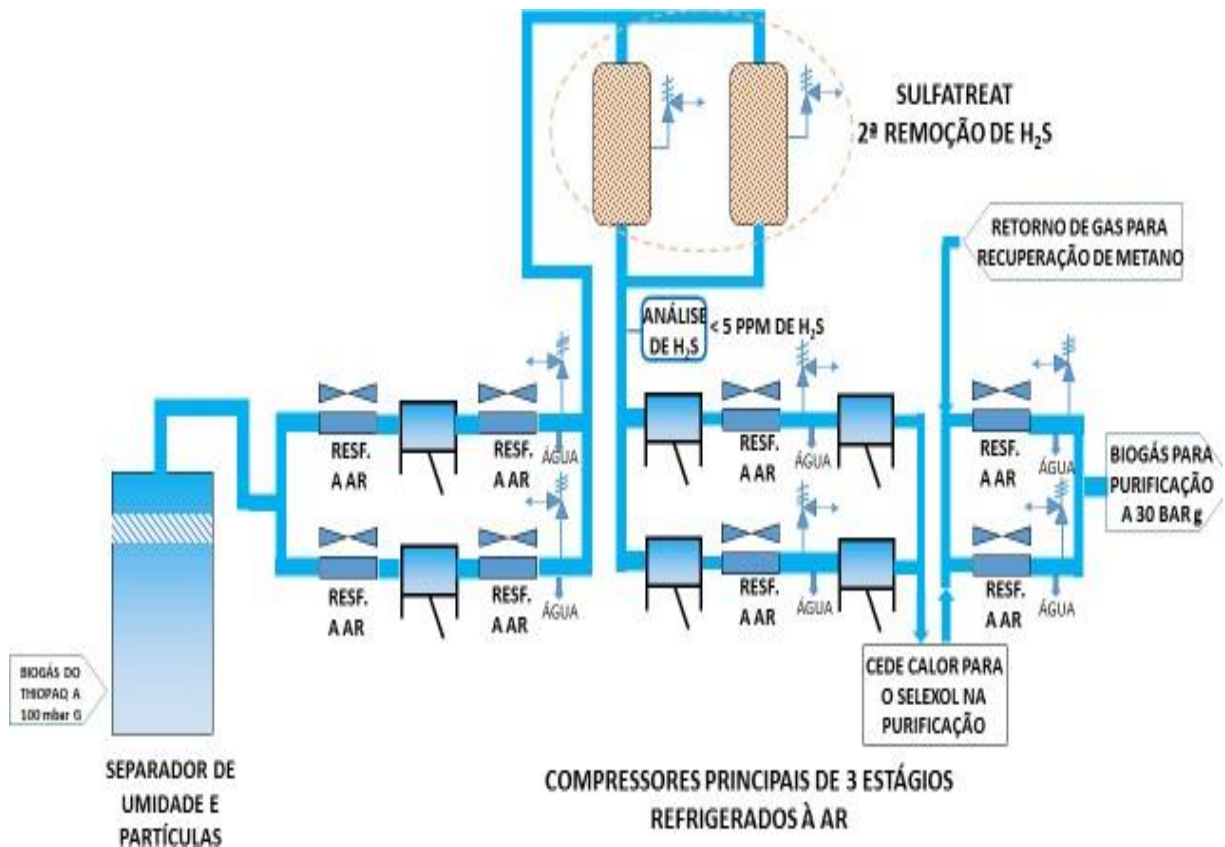 SULFATREAT
2ª REMOÇÃO DE H₂S
RETORNO DE GAS PARA
RECUPERAÇÃO DE METANO
ANÁLISE
DE H₂S
< 5 PPM DE H₂S
RESF.
A AR
RESF.
A AR
ÁGUA
RESF.
A AR
ÁGUA
RESF.
A AR
ÁGUA
BIOGÁS PARA
PURIFICAÇÃO
A 30 BAR g
RESF.
A AR
RESF.
A AR
ÁGUA
RESF.
A AR
ÁGUA
RESF.
A AR
ÁGUA
BIOGÁS DO
THIOPAQ A
100 mbar G
CEDE CALOR PARA
O SELEXOL NA
PURIFICAÇÃO
SEPARADOR DE
UMIDADE E
PARTÍCULAS
COMPRESSORES PRINCIPAIS DE 3 ESTÁGIOS
REFRIGERADOS À AR